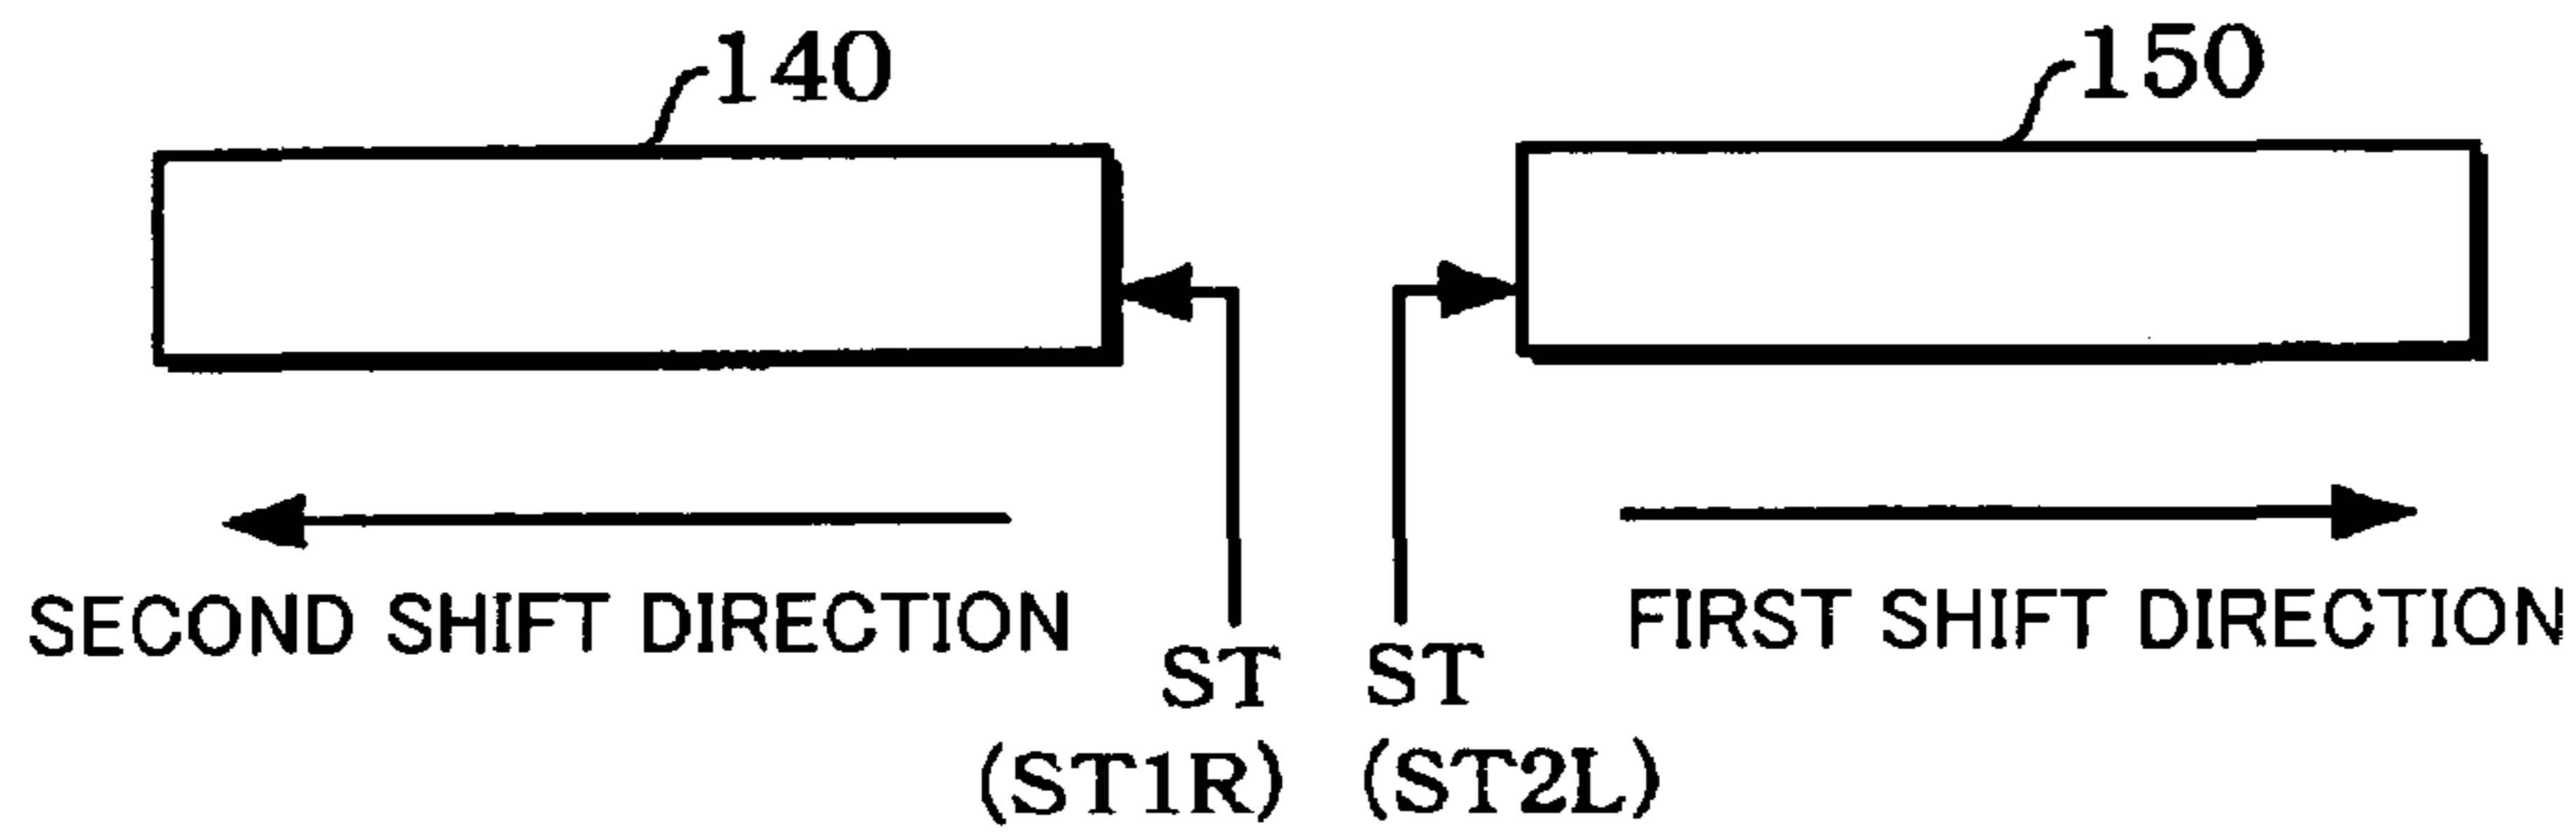 140
150
SECOND SHIFT DIRECTION
FIRST SHIFT DIRECTION
ST
(ST1R)
ST
(ST2L)